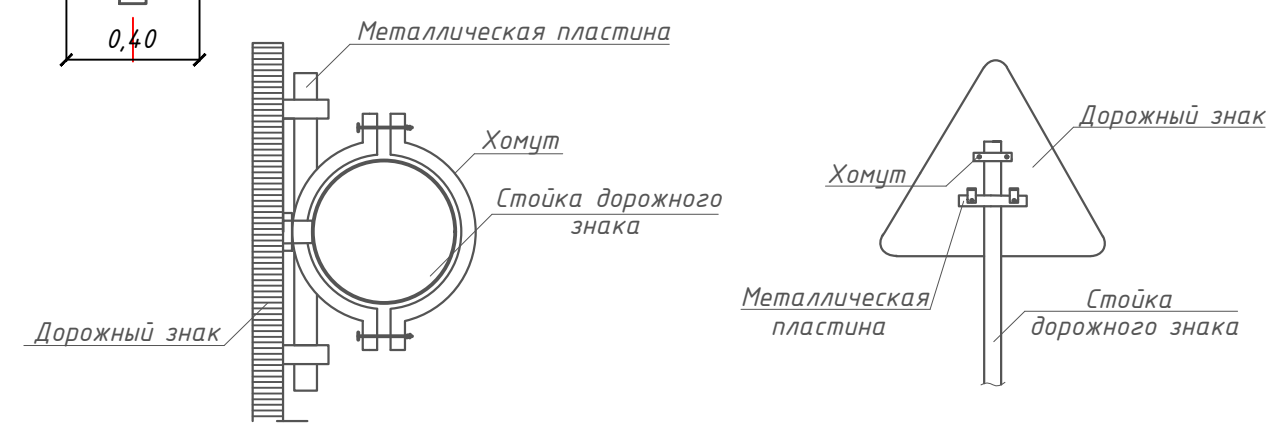 0,40
Металлическая пластина
Хомут
Стойка дорожного
знака
Дорожный знак
Дорожный знак
Хомут
Металлическая
пластина
Стойка
дорожного знака